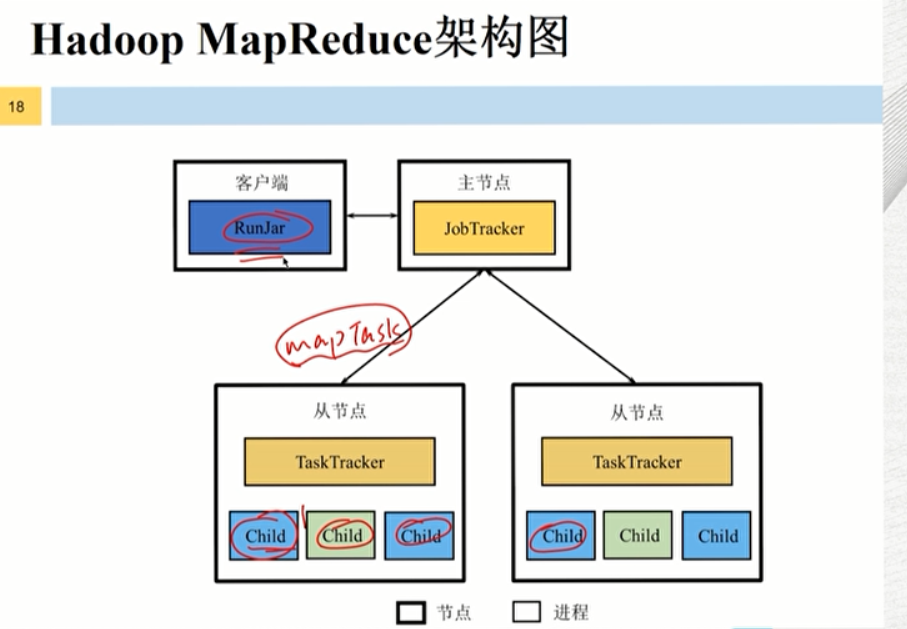 Hadoop MapReduce架构图
18
客户端
RunJar
主节点
JobTracker
mapTask
从节点
TaskTracker
Child Child Child
从节点
TaskTracker
Child Child Child
节点 进程